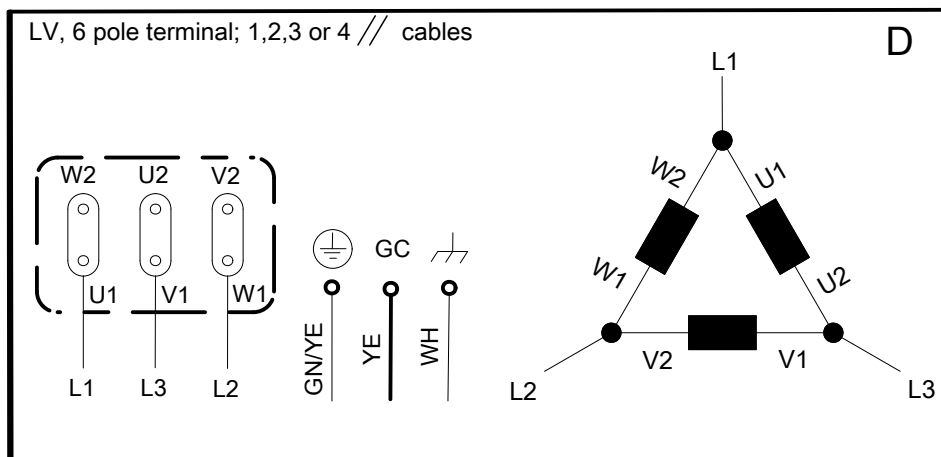 LV, 6 pole terminal; 1,2,3 or 4 // cables
D
W2 U2 V2
U1 V1 W1
L1 L3 L2
GC
GN/YE
YE
WH
L1
W2 U1
W1 U2
V2 V1
L2 L3